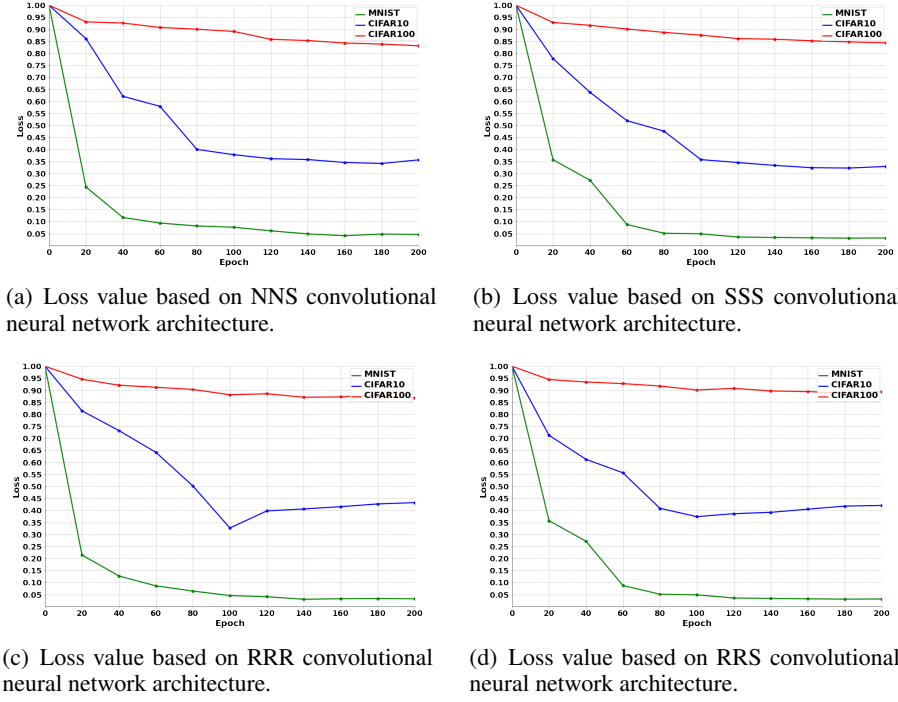 1.00
0.95
0.90
0.85
0.80
0.75
0.70
0.65
0.60
0.55
0.50
0.45
0.40
0.35
0.30
0.25
0.20
0.15
0.10
0.05
Loss
MNIST
CIFAR10
CIFAR100
0 20 40 60 80 100 120 140 160 180 200
Epoch
1.00
0.95
0.90
0.85
0.80
0.75
0.70
0.65
0.60
0.55
0.50
0.45
0.40
0.35
0.30
0.25
0.20
0.15
0.10
0.05
Loss
MNIST
CIFAR10
CIFAR100
0 20 40 60 80 100 120 140 160 180 200
Epoch
(a) Loss value based on NNS convolutional
neural network architecture.
(b) Loss value based on SSS convolutional
neural network architecture.
1.00
0.95
0.90
0.85
0.80
0.75
0.70
0.65
0.60
0.55
0.50
0.45
0.40
0.35
0.30
0.25
0.20
0.15
0.10
0.05
Loss
MNIST
CIFAR10
CIFAR100
0 20 40 60 80 100 120 140 160 180 200
Epoch
1.00
0.95
0.90
0.85
0.80
0.75
0.70
0.65
0.60
0.55
0.50
0.45
0.40
0.35
0.30
0.25
0.20
0.15
0.10
0.05
Loss
MNIST
CIFAR10
CIFAR100
0 20 40 60 80 100 120 140 160 180 200
Epoch
(c) Loss value based on RRR convolutional
neural network architecture.
(d) Loss value based on RRS convolutional
neural network architecture.